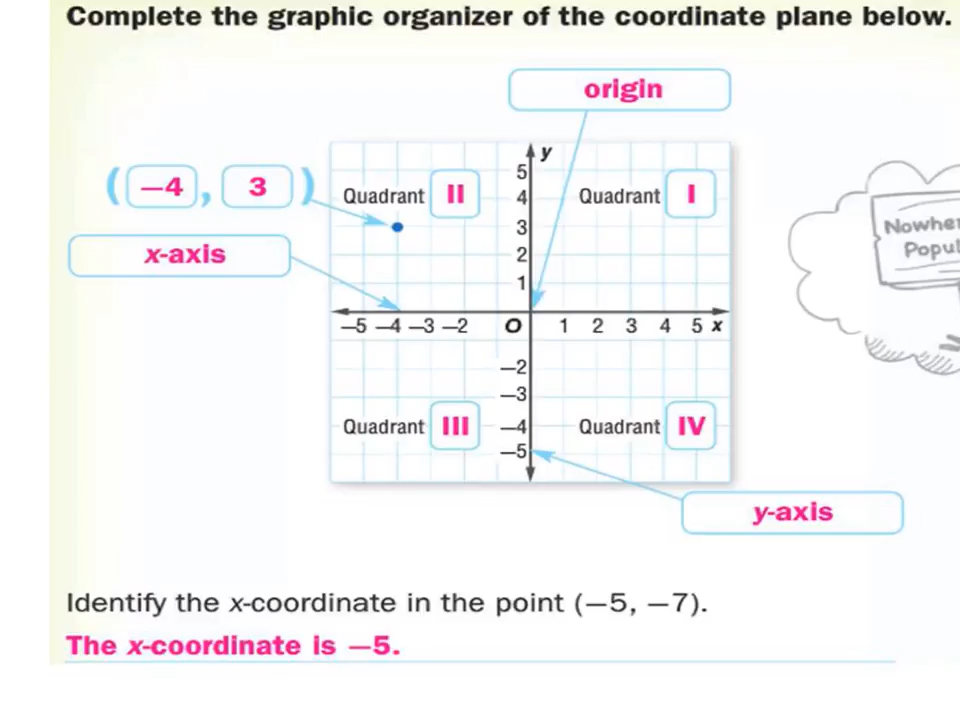 Complete the graphic organizer of the coordinate plane below.
origin
(−4, 3)
Quadrant II
Quadrant I
x-axis
y
5
4
3
2
1
−5 −4 −3 −2 O 1 2 3 4 5 x
−2
−3
−4
−5
Quadrant III
Quadrant IV
y-axis
Identify the x-coordinate in the point (−5, −7).
The x-coordinate is −5.